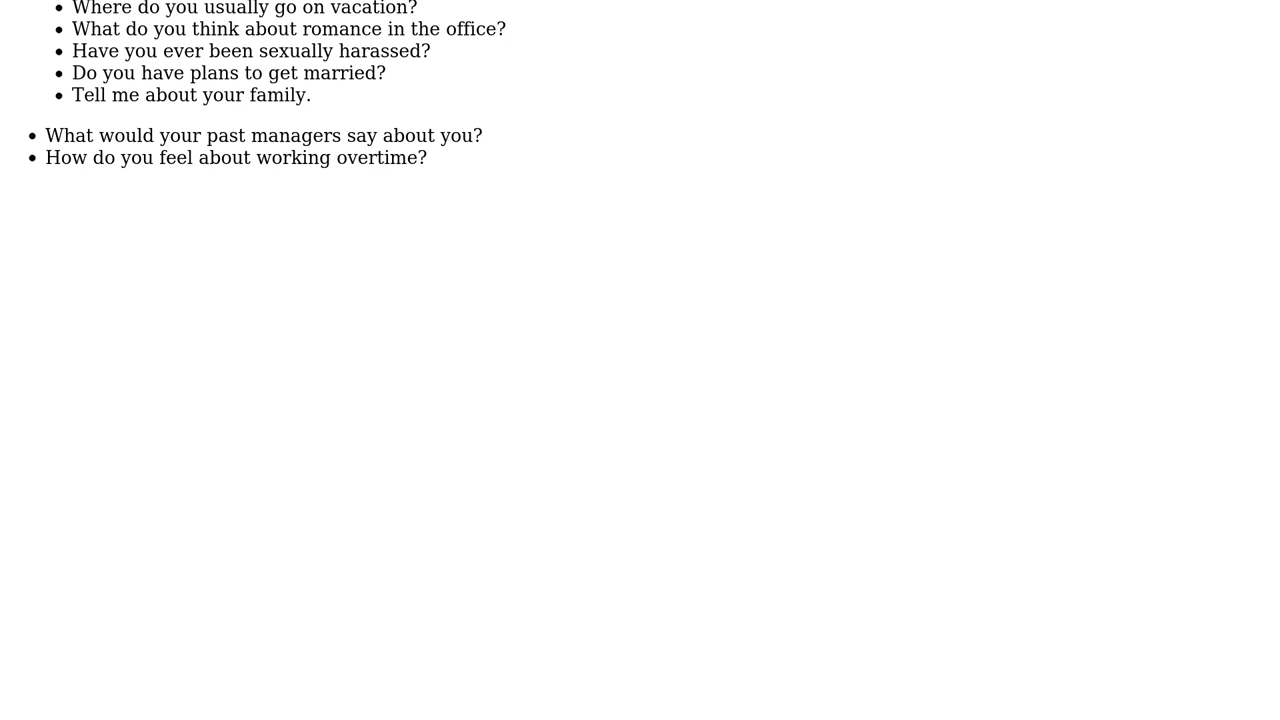 Where do you usually go on vacation?
What do you think about romance in the office?
Have you ever been sexually harassed?
Do you have plans to get married?
Tell me about your family.
What would your past managers say about you?
How do you feel about working overtime?